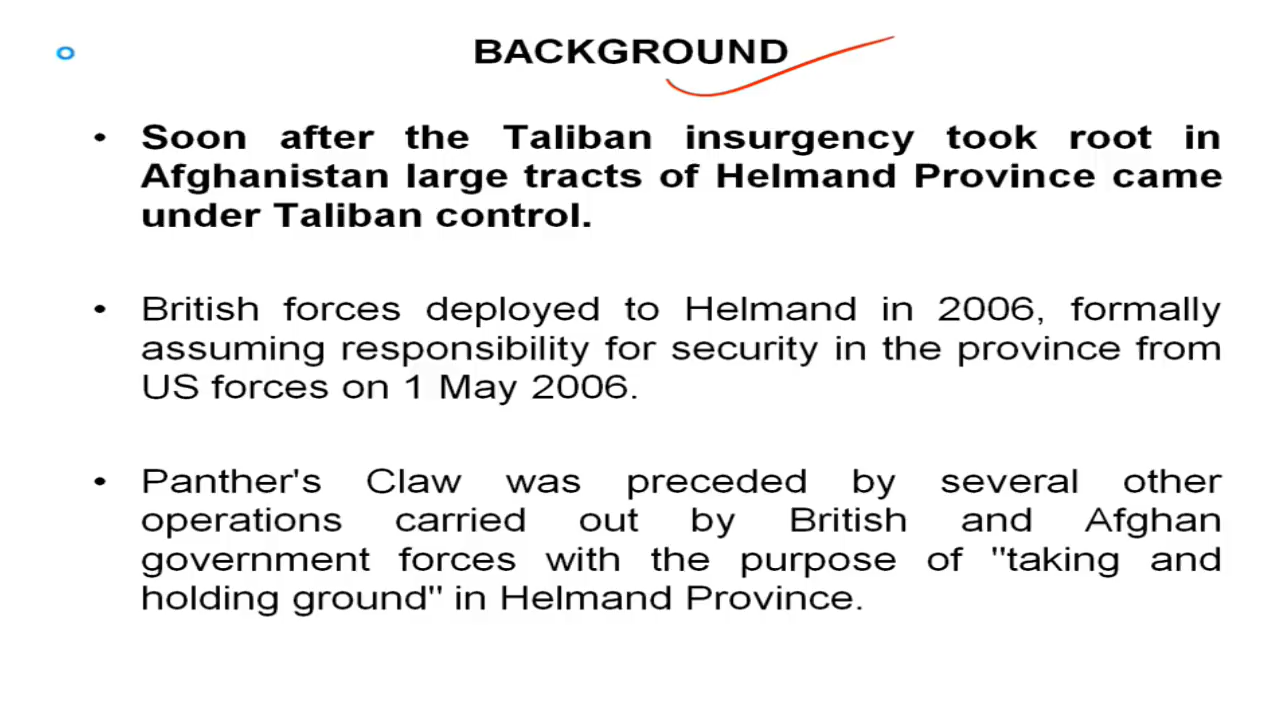 BACKGROUND
• Soon after the Taliban insurgency took root in
Afghanistan large tracts of Helmand Province came
under Taliban control.
• British forces deployed to Helmand in 2006, formally
assuming responsibility for security in the province from
US forces on 1 May 2006.
• Panther's Claw was preceded by several other
operations carried out by British and Afghan
government forces with the purpose of "taking and
holding ground" in Helmand Province.